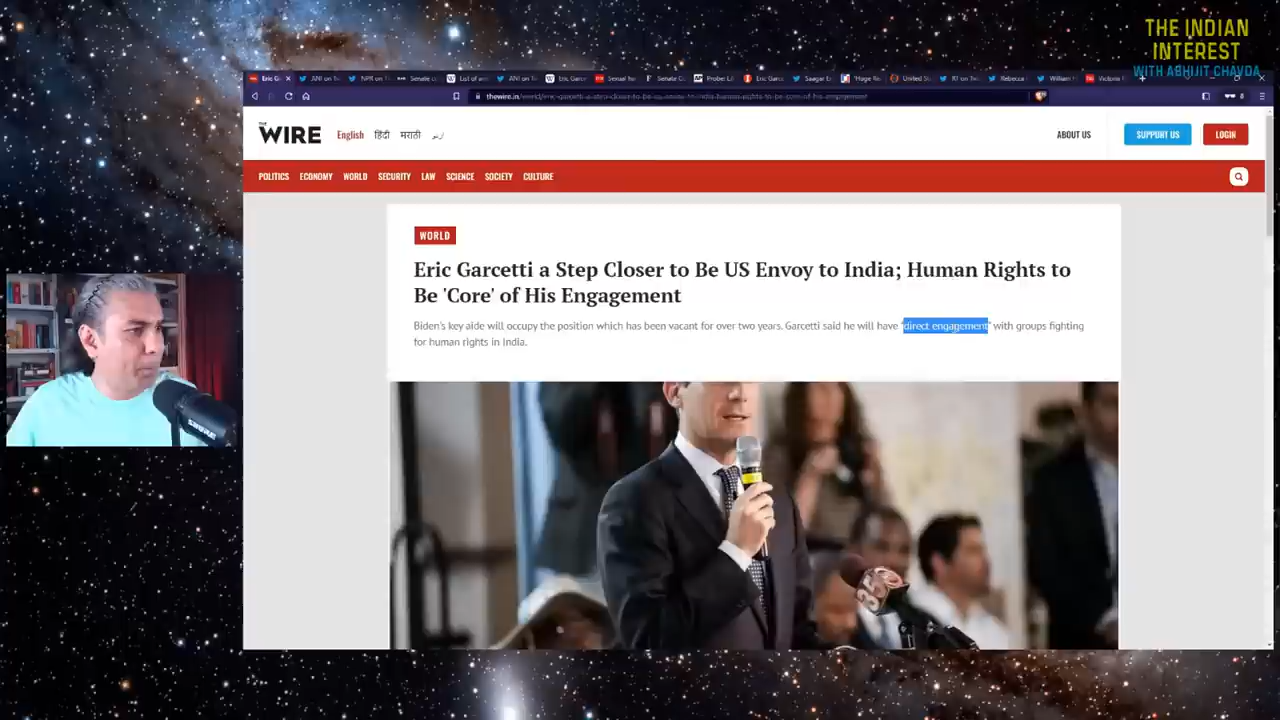 THE INDIAN
INTEREST
WITH ABHIJIT CHAVDA
THE WIRE
English हिंदी मराठी اردو
ABOUT US
SUPPORT US
LOGIN
POLITICS ECONOMY WORLD SECURITY LAW SCIENCE SOCIETY CULTURE
WORLD
Eric Garcetti a Step Closer to Be US Envoy to India; Human Rights to
Be 'Core' of His Engagement
Biden's key aide will occupy the position which has been vacant for over two years. Garcetti said he will have 'direct engagement' with groups fighting
for human rights in India.